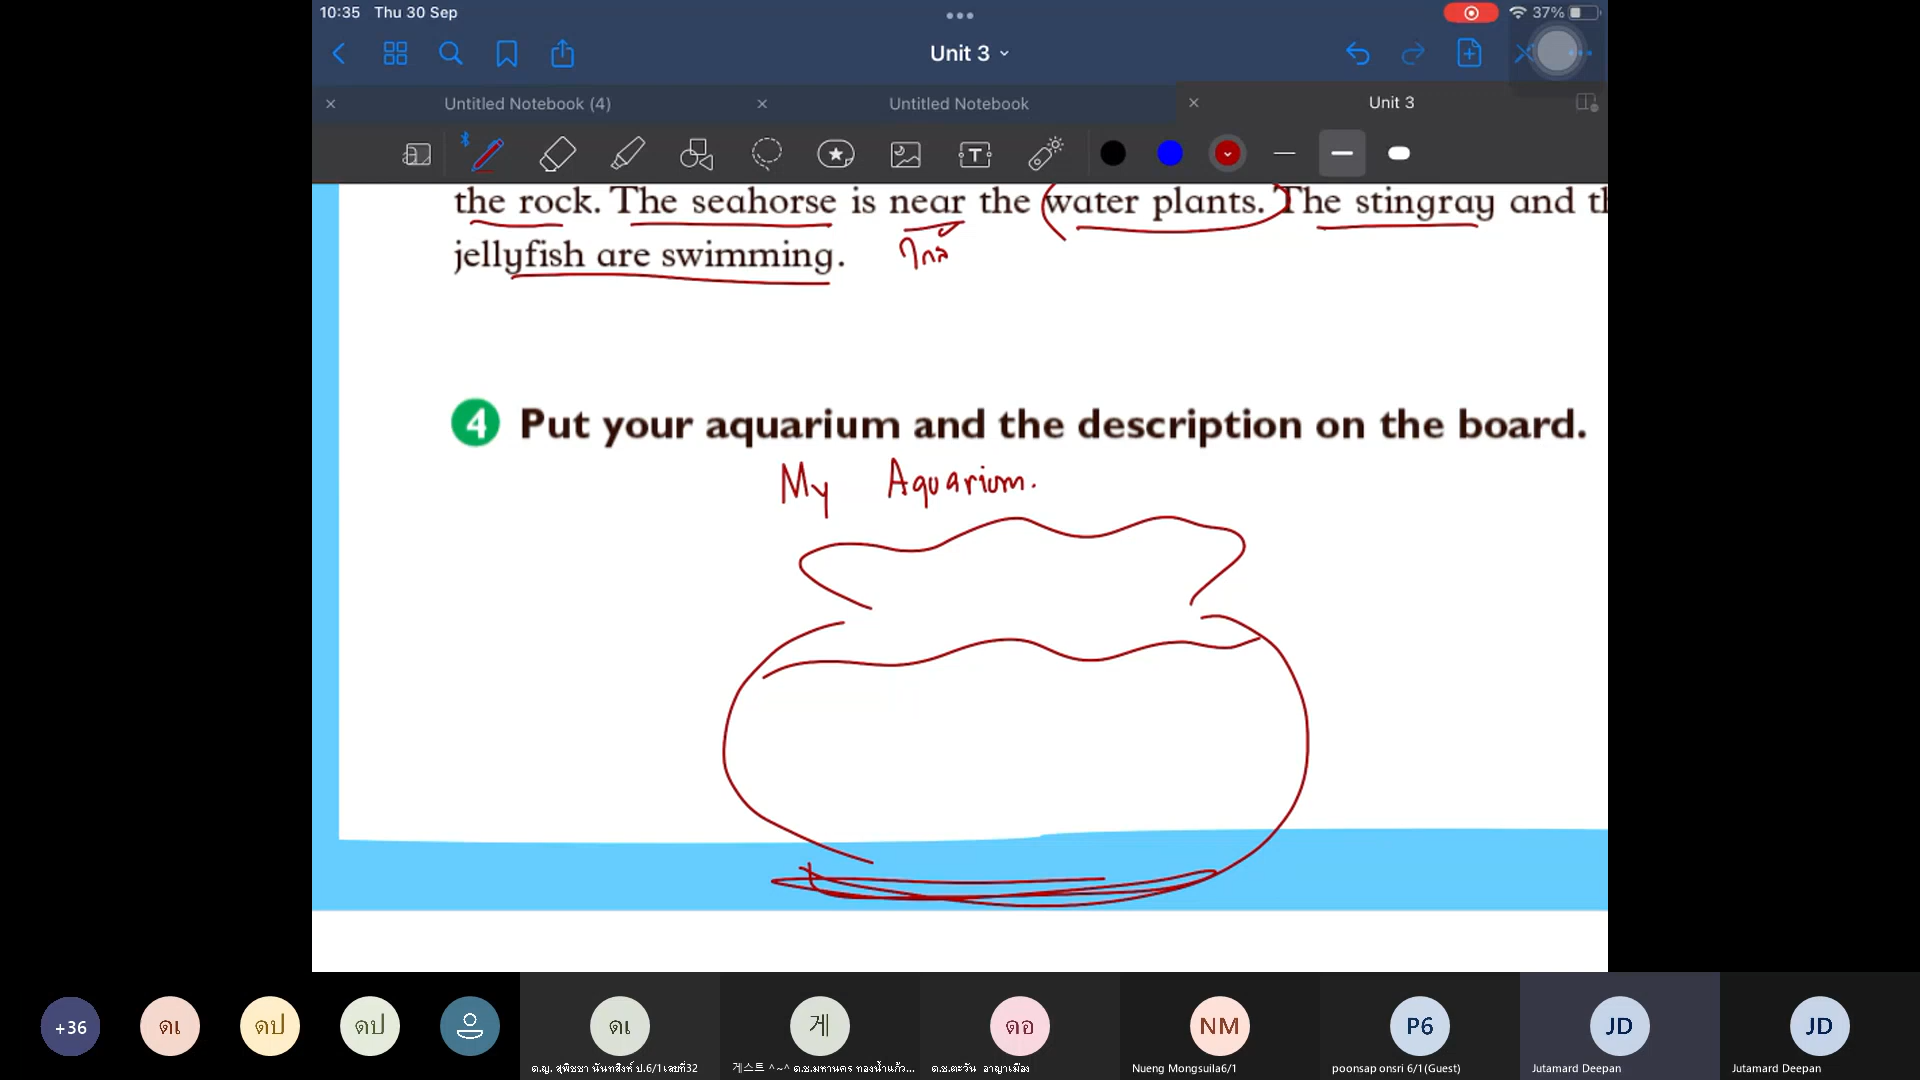 10:35 Thu 30 Sep
37%
Unit 3
Untitled Notebook (4)
Untitled Notebook
Unit 3
the rock. The seahorse is near the water plants. The stingray and th
jellyfish are swimming.
ใกล้
4 Put your aquarium and the description on the board.
My Aquarium.
+36
ดเ
ดป
ดป
ดเ
게
ดอ
NM
P6
JD
JD
ด.ญ. สุพิชชา นันทสิงห์ ป.6/1 เลขที่32
게스트 ^~^ ด.ช.มหานคร ทองน้ำแก้ว...
ด.ช.ตะวัน อาญาเมือง
Nueng Mongsuila6/1
poonsap onsri 6/1(Guest)
Jutamard Deepan
Jutamard Deepan